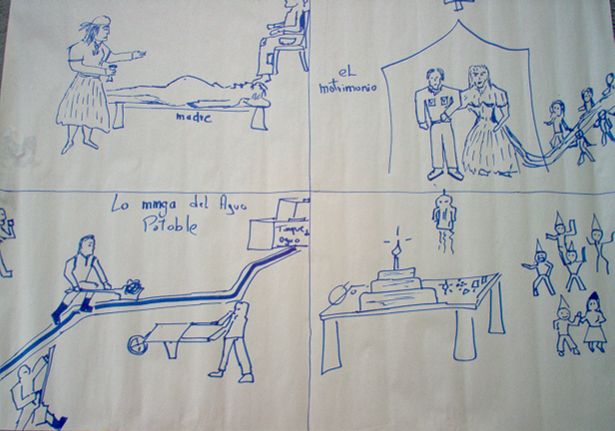 madre
eL
matrimonio
La minga del Agua
Potable
Tanque d
agua